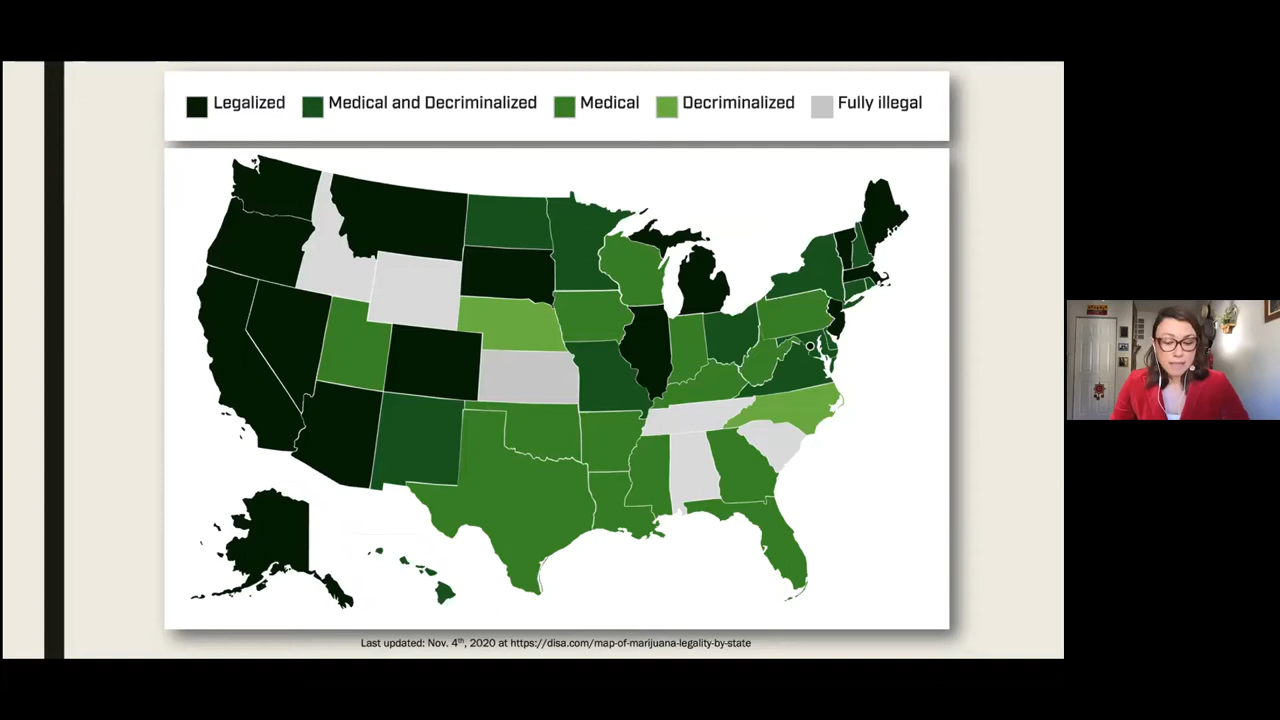 Legalized Medical and Decriminalized Medical Decriminalized Fully illegal
Last updated: Nov. 4th, 2020 at https://disa.com/map-of-marijuana-legality-by-state